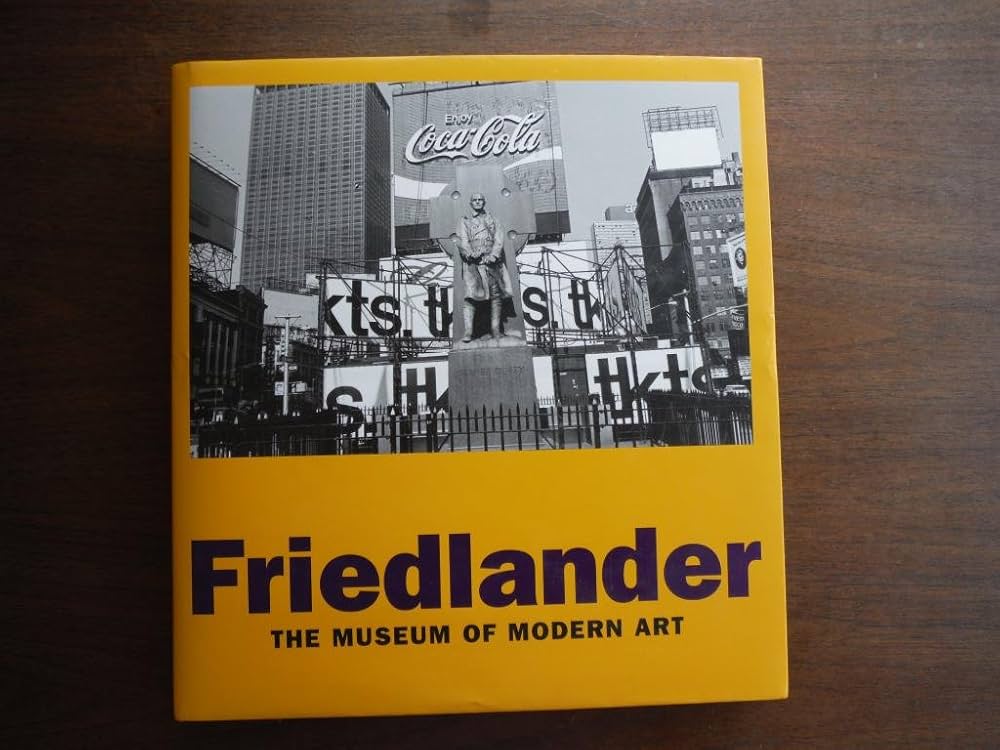 Enjoy
Coca-Cola
kts. tk
s. tk
s. tk
tkts
Friedlander
THE MUSEUM OF MODERN ART